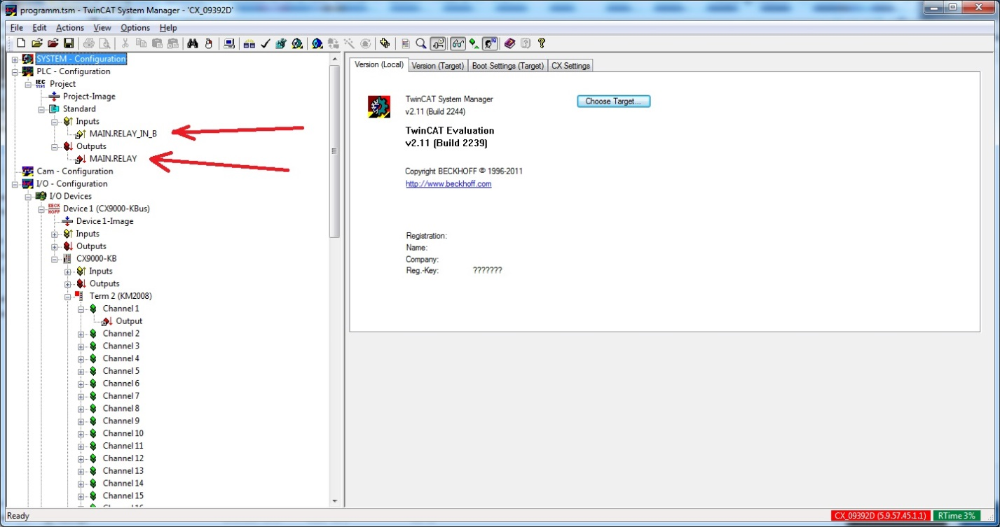 programm.tsm - TwinCAT System Manager - 'CX_09392D'
File Edit Actions View Options Help
SYSTEM - Configuration
PLC - Configuration
IEC 1131 Project
Project-Image
Standard
Inputs
MAIN.RELAY_IN_B
Outputs
MAIN.RELAY
Cam - Configuration
I/O - Configuration
I/O Devices
BECK HOFF Device 1 (CX9000-KBus)
Device 1-Image
Inputs
Outputs
CX9000-KB
Inputs
Outputs
Term 2 (KM2008)
Channel 1
Output
Channel 2
Channel 3
Channel 4
Channel 5
Channel 6
Channel 7
Channel 8
Channel 9
Channel 10
Channel 11
Channel 12
Channel 13
Channel 14
Channel 15
Version (Local) Version (Target) Boot Settings (Target) CX Settings
TwinCAT System Manager
v2.11 (Build 2244)
Choose Target...
TwinCAT Evaluation
v2.11 (Build 2239)
Copyright BECKHOFF © 1996-2011
http://www.beckhoff.com
Registration:
Name:
Company:
Reg.-Key: ???????
Ready
CX_09392D (5.9.57.45.1.1) RTime 3%